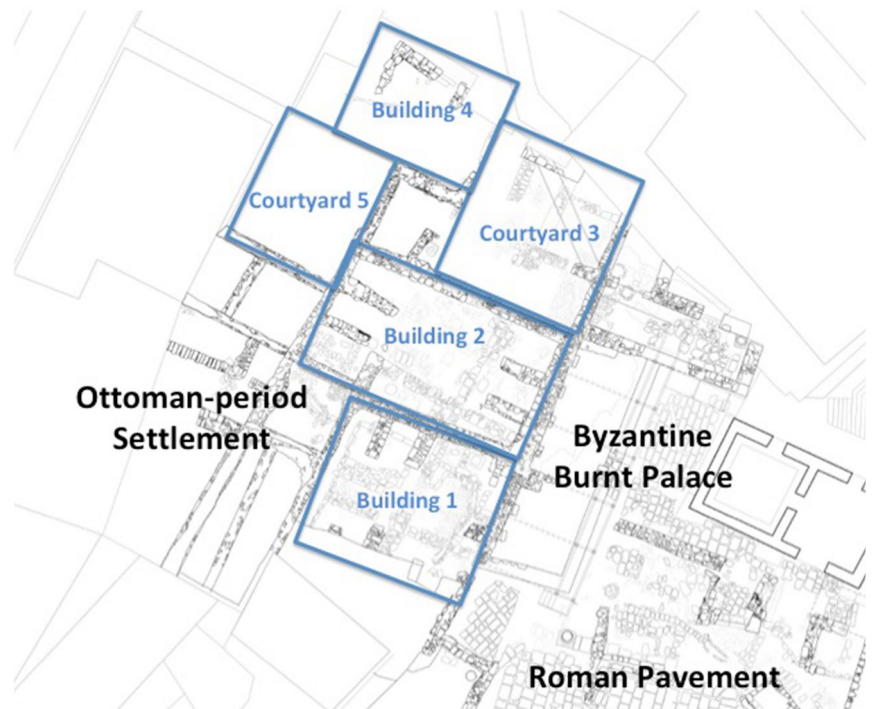 Building 4
Courtyard 5
Courtyard 3
Building 2
Ottoman-period
Settlement
Byzantine
Burnt Palace
Building 1
Roman Pavement